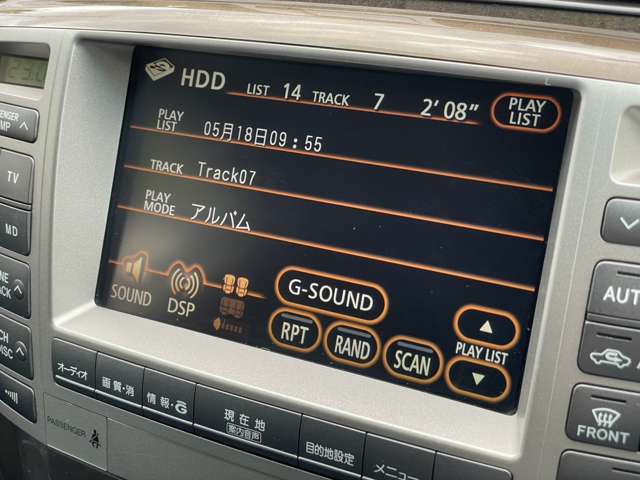 HDD LIST 14 TRACK 7 2'08" PLAY LIST
PLAY LIST 05月18日09:55
TRACK Track07
PLAY MODE アルバム
SOUND DSP G-SOUND
RPT RAND SCAN PLAY LIST
TV
MD
オーディオ
画質・消
情報・G
現在地
案内音声
目的地設定
メニュー
PASSENGER
AUTO
FRONT